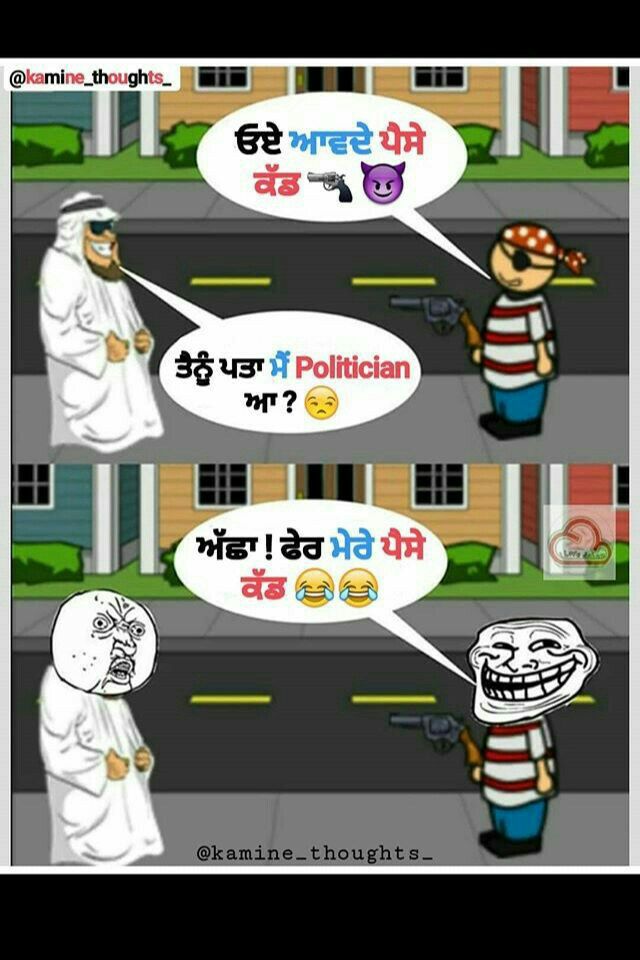 @kamine_thoughts_
ਓਏ ਆਵਦੇ ਪੈਸੇ
ਕੱਡ
ਤੈਨੂੰ ਪਤਾ ਮੈਂ Politician
ਆ ?
ਅੱਛਾ ! ਫੇਰ ਮੇਰੇ ਪੈਸੇ
ਕੱਡ
@kamine_thoughts_